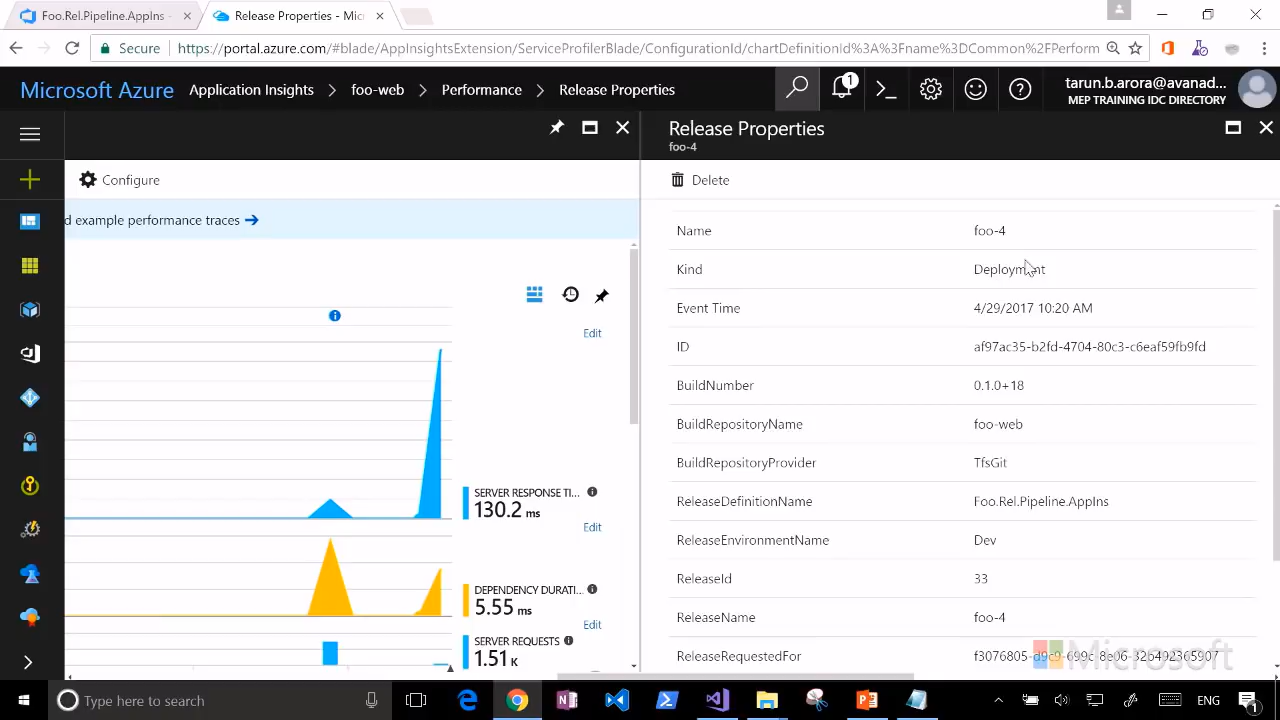 Foo.Rel.Pipeline.AppIns -
Release Properties - Mic
Secure
https://portal.azure.com/#blade/AppInsightsExtension/ServiceProfilerBlade/ConfigurationId/chartDefinitionId%3A%3Fname%3DCommon%2FPerform
Microsoft Azure
Application Insights > foo-web > Performance > Release Properties
1
tarun.b.arora@avanad...
MEP TRAINING IDC DIRECTORY
Configure
d example performance traces →
Edit
SERVER RESPONSE TI...
130.2 ms
Edit
DEPENDENCY DURATI...
5.55 ms
Edit
SERVER REQUESTS
1.51 K
Release Properties
foo-4
Delete
Name foo-4
Kind Deployment
Event Time 4/29/2017 10:20 AM
ID af97ac35-b2fd-4704-80c3-c6eaf59fb9fd
BuildNumber 0.1.0+18
BuildRepositoryName foo-web
BuildRepositoryProvider TfsGit
ReleaseDefinitionName Foo.Rel.Pipeline.AppIns
ReleaseEnvironmentName Dev
ReleaseId 33
ReleaseName foo-4
ReleaseRequestedFor
Microsoft
Type here to search
ENG
1